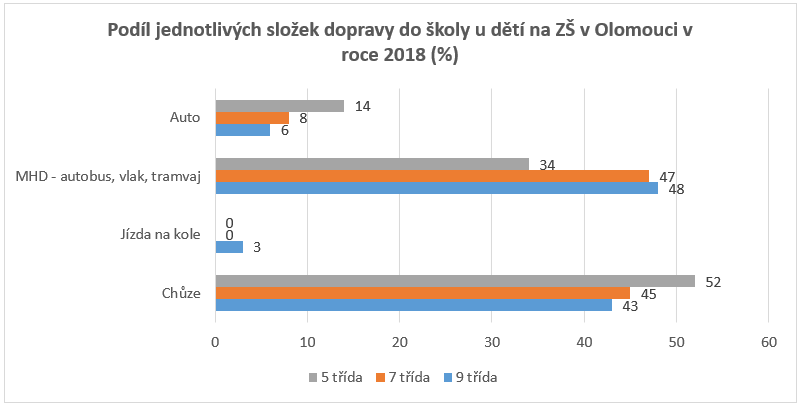 Podíl jednotlivých složek dopravy do školy u dětí na ZŠ v Olomouci v
roce 2018 (%)
Auto
14
8
6
MHD - autobus, vlak, tramvaj
34
47
48
Jízda na kole
0
0
3
Chůze
52
45
43
0 10 20 30 40 50 60
5 třída 7 třída 9 třída